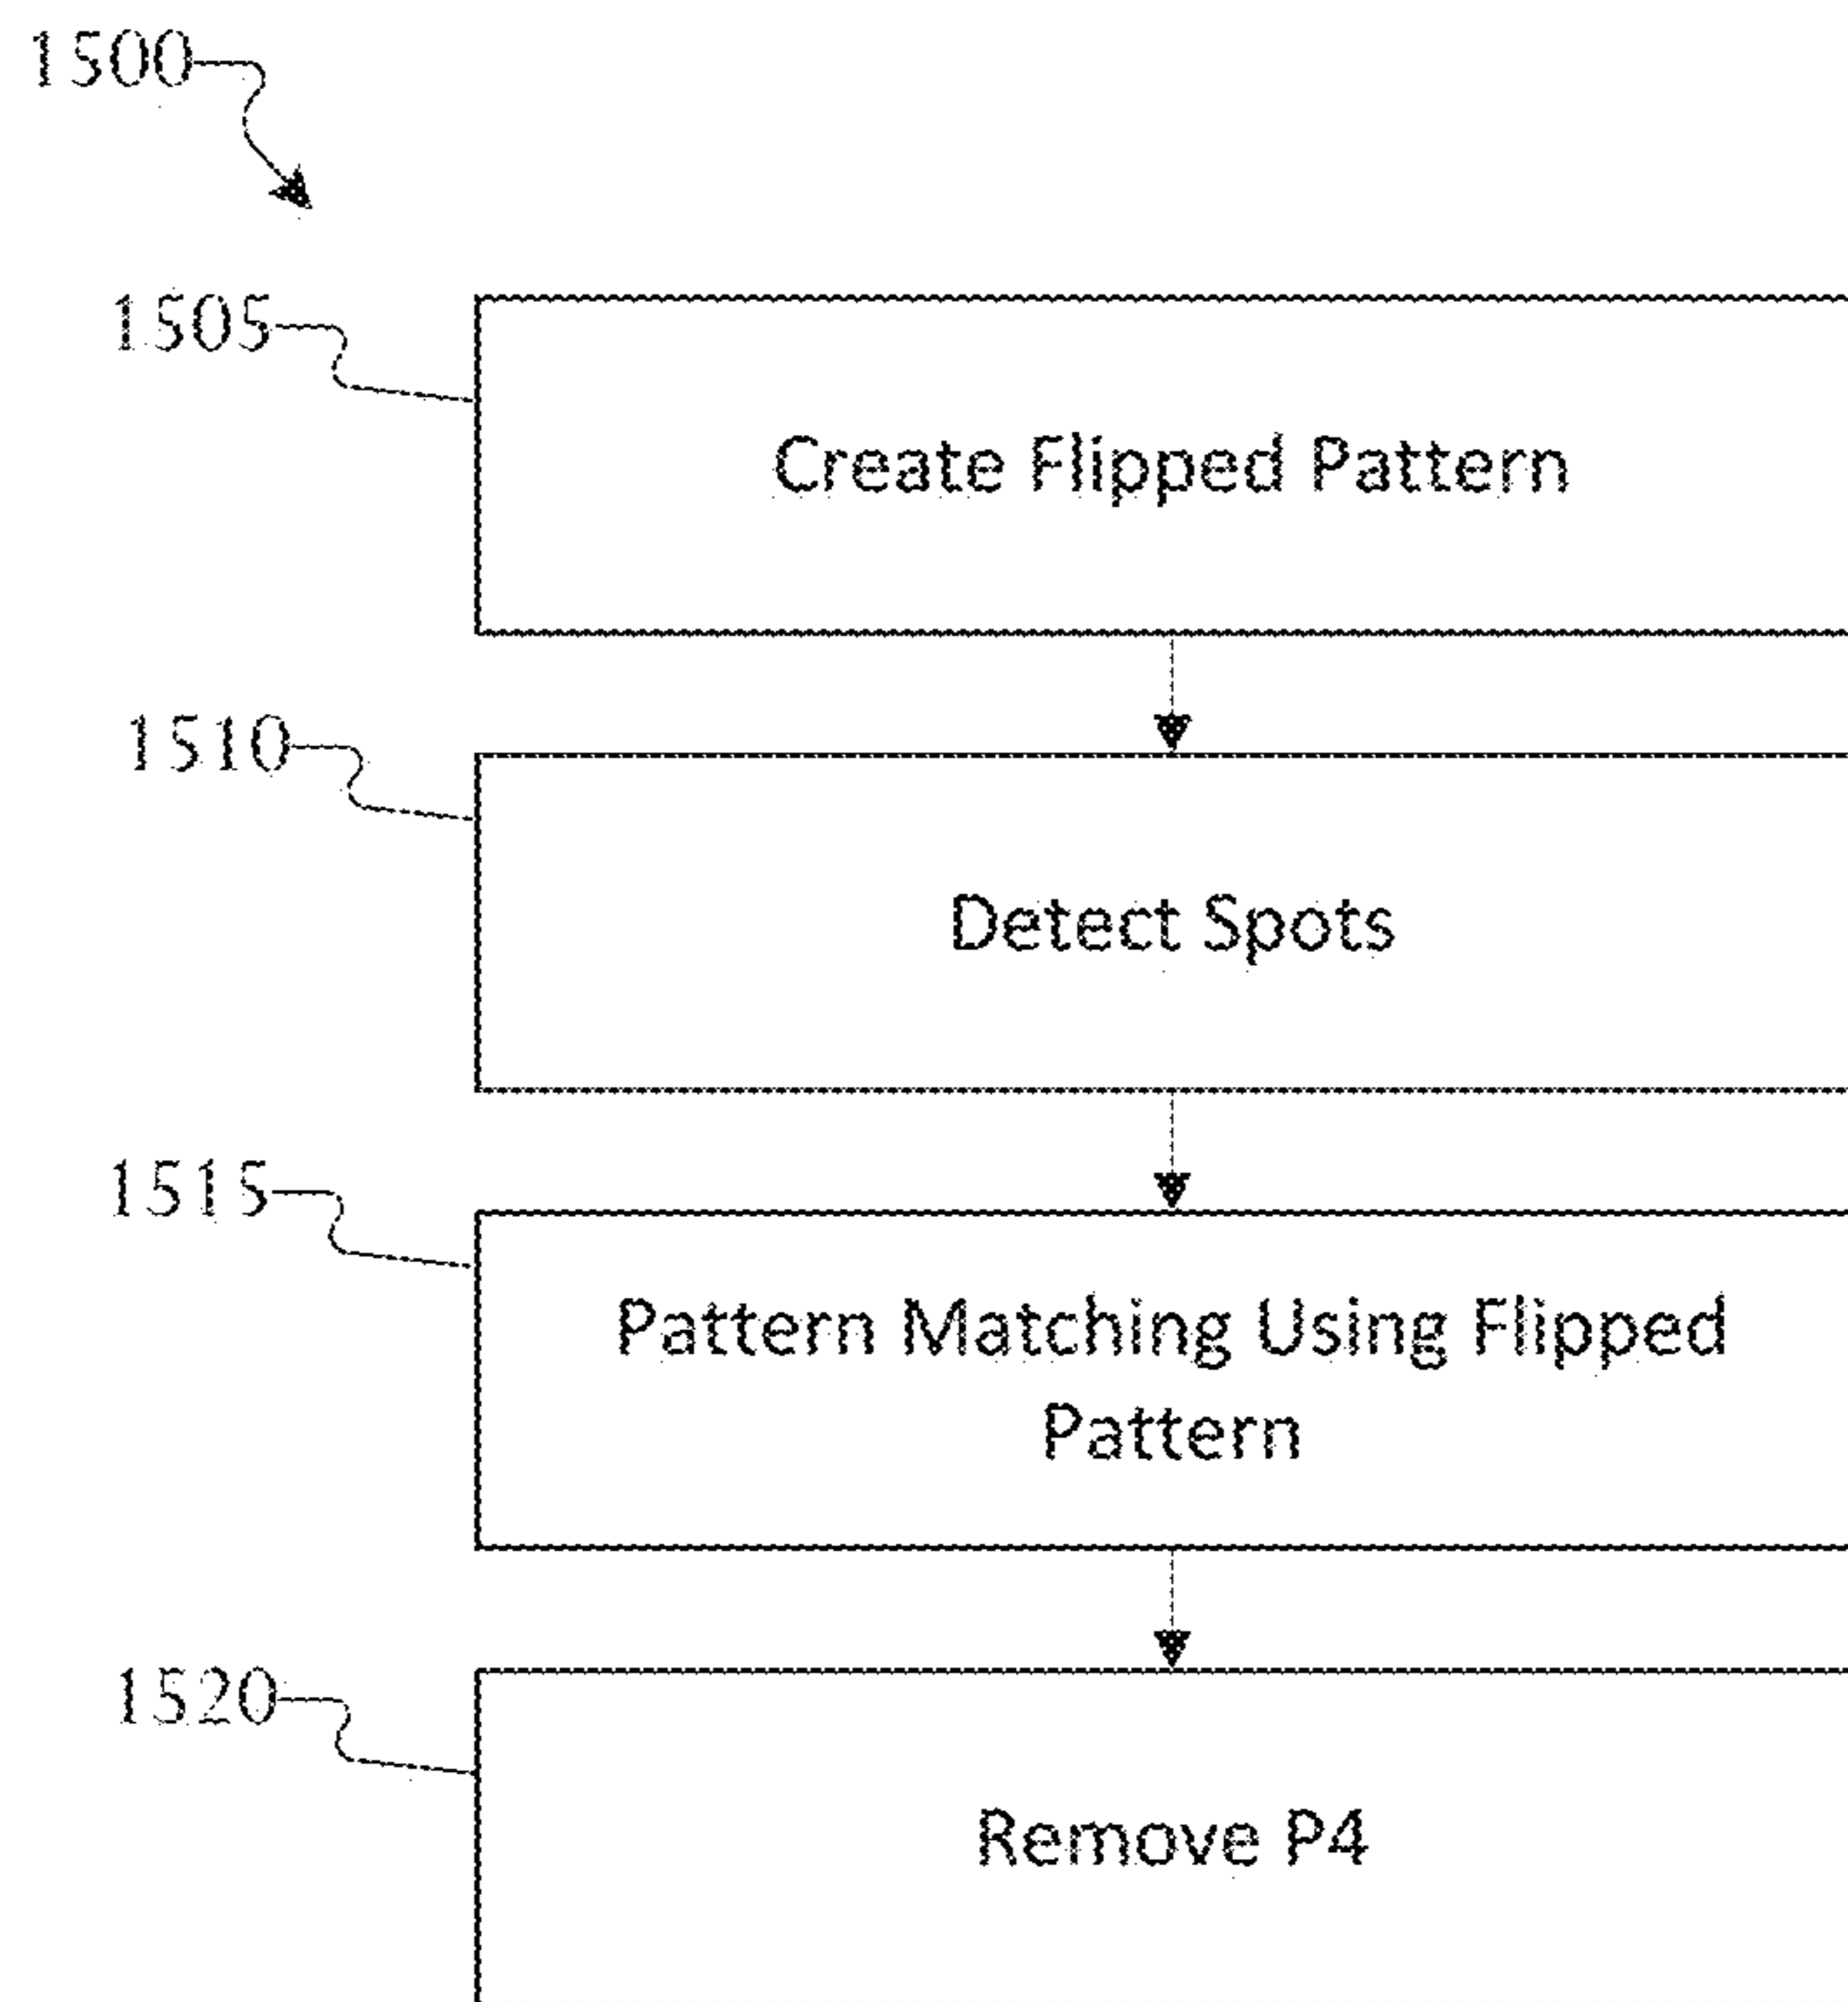 1500
1505
Create Flipped Pattern
1510
Detect Spots
1515
Pattern Matching Using Flipped
Pattern
1520
Remove P4